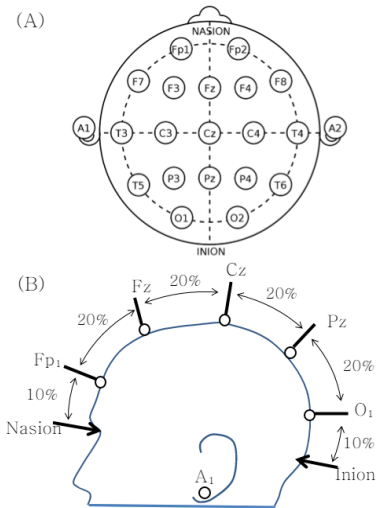 (A)
NASION
Fp1 Fp2
F7 F3 Fz F4 F8
A1 T3 C3 Cz C4 T4 A2
T5 P3 Pz P4 T6
O1 O2
INION
(B)
Cz
Fz 20% 20% Pz
20% 20%
Fp1
10% O1
Nasion 10%
A1 Inion